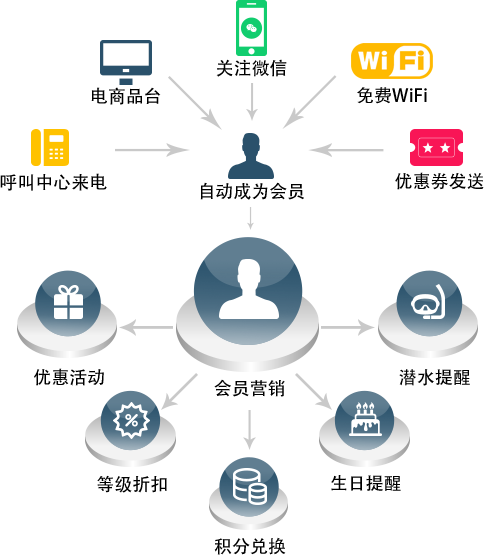 关注微信
Wi Fi
电商品台
免费WiFi
呼叫中心来电
优惠券发送
自动成为会员
优惠活动
会员营销
潜水提醒
%
等级折扣
生日提醒
积分兑换